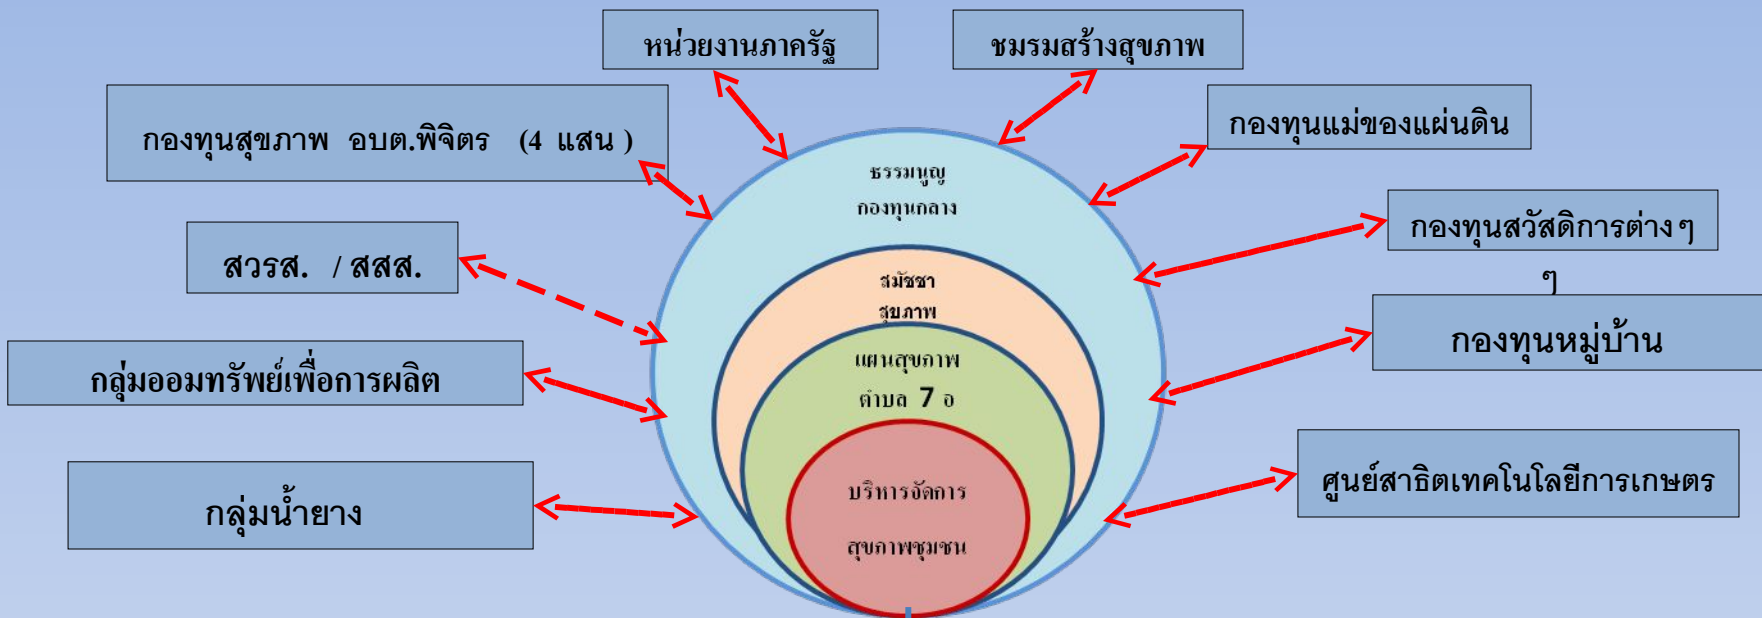 หน่วยงานภาครัฐ
ชมรมสร้างสุขภาพ
กองทุนสุขภาพ อบต.พิจิตร (4 แสน )
กองทุนแม่ของแผ่นดิน
ธรรมนูญ
กองทุนกลาง
กองทุนสวัสดิการต่างๆ
ๆ
สวรส. / สสส.
สมัชชา
สุขภาพ
กองทุนหมู่บ้าน
กลุ่มออมทรัพย์เพื่อการผลิต
แผนสุขภาพ
ตำบล 7 อ
ศูนย์สาธิตเทคโนโลยีการเกษตร
กลุ่มน้ำยาง
บริหารจัดการ
สุขภาพชุมชน